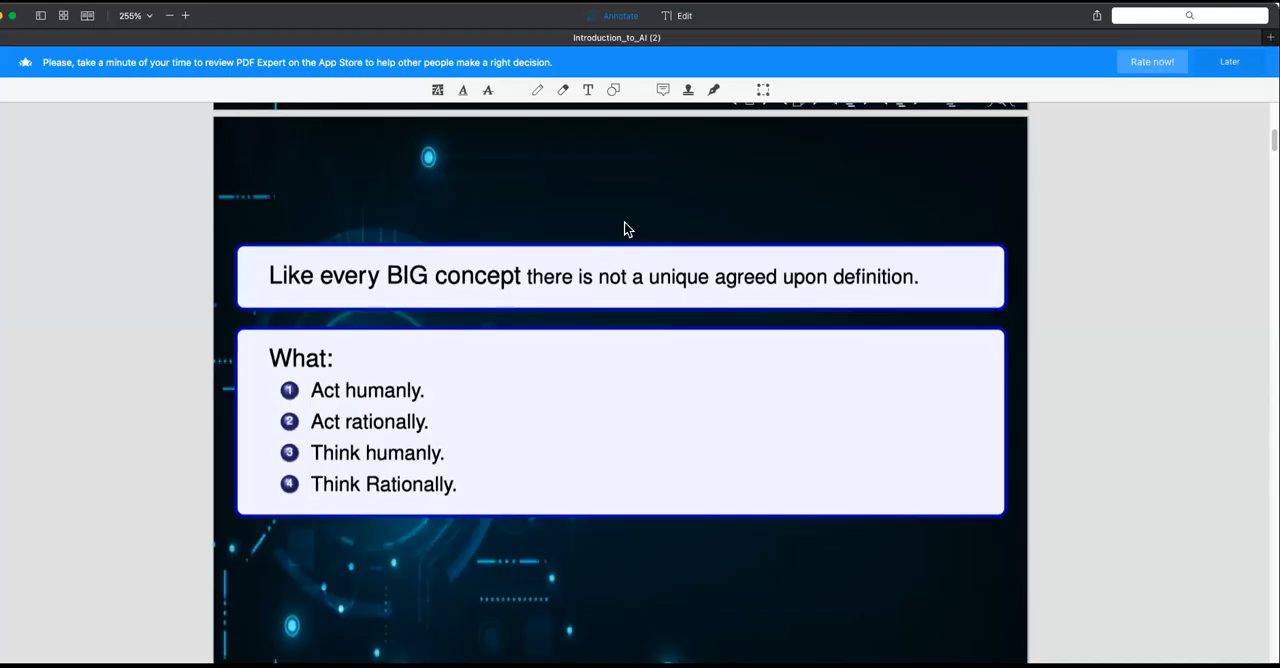 255%
Annotate
Edit
Introduction_to_AI (2)
Please, take a minute of your time to review PDF Expert on the App Store to help other people make a right decision.
Rate now!
Later
Like every BIG concept there is not a unique agreed upon definition.
What:
1 Act humanly.
2 Act rationally.
3 Think humanly.
4 Think Rationally.